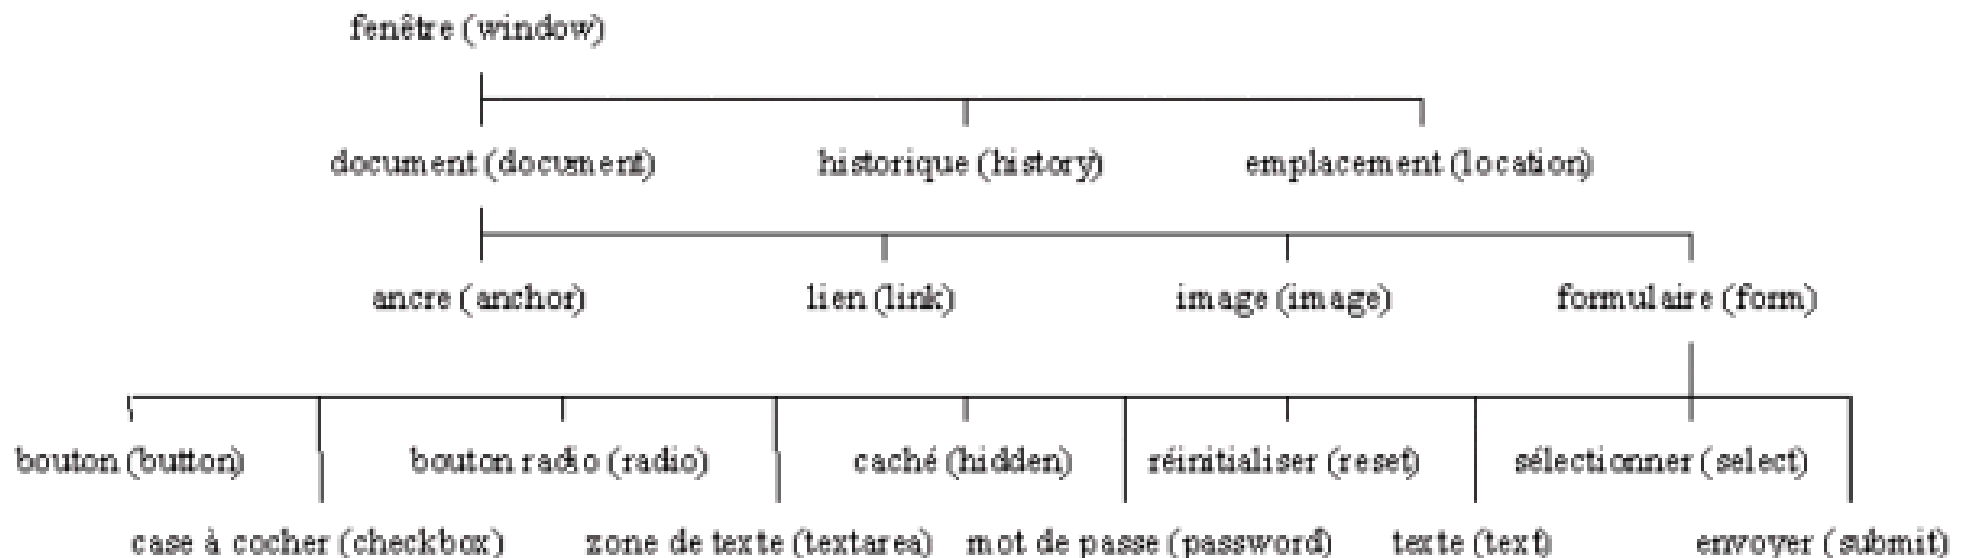 fenêtre (window)
document (document) historique (history) emplacement (location)
ancre (anchor) lien (link) image (image) formulaire (form)
bouton (button) bouton radio (radio) caché (hidden) réinitialiser (reset) sélectionner (select)
case à cocher (checkbox) zone de texte (textarea) mot de passe (password) texte (text) envoyer (submit)